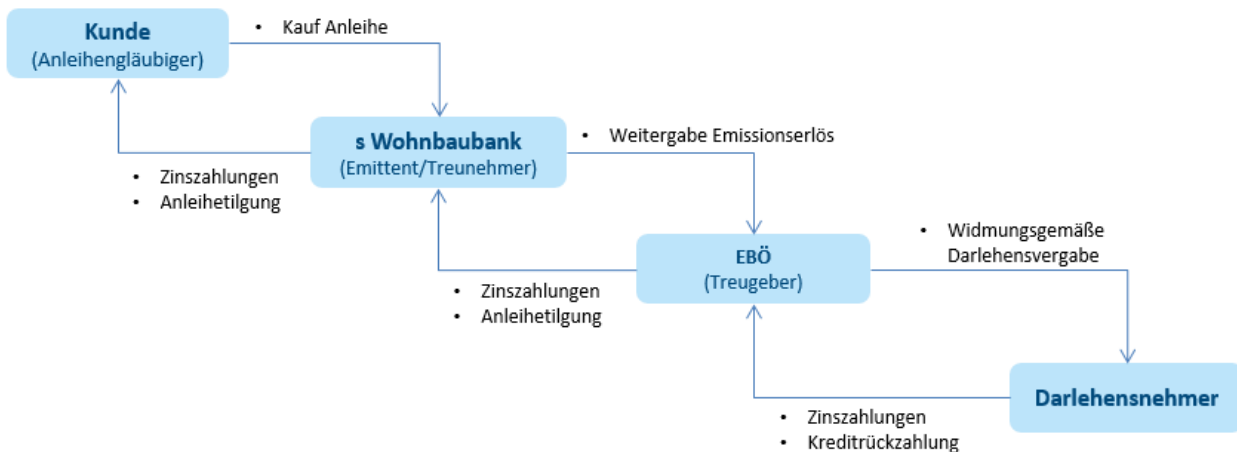 Kunde
(Anleihengläubiger)
• Kauf Anleihe
s Wohnbaubank
(Emittent/Treunehmer)
• Weitergabe Emissionserlös
• Zinszahlungen
• Anleihetilgung
EBÖ
(Treugeber)
• Widmungsgemäße
Darlehensvergabe
• Zinszahlungen
• Anleihetilgung
Darlehensnehmer
• Zinszahlungen
• Kreditrückzahlung